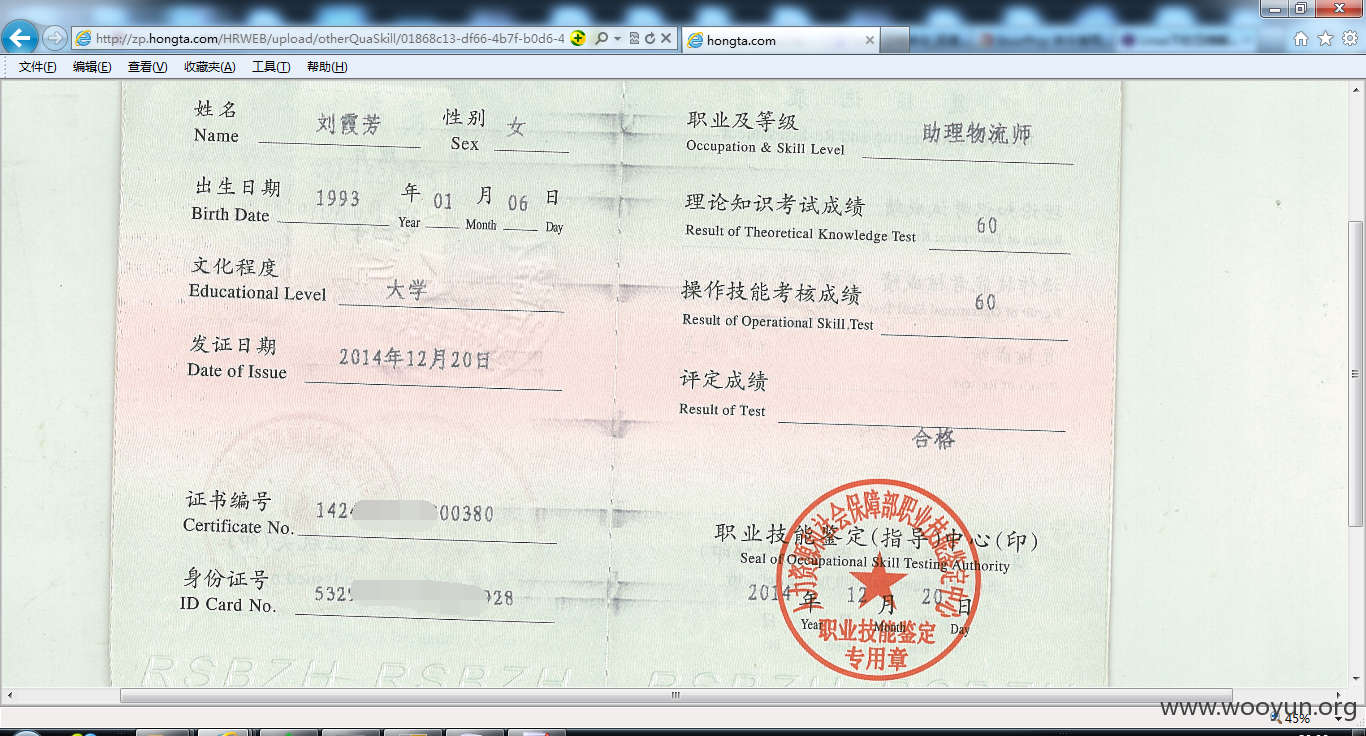 http://zp.hongta.com/HRWEB/upload/otherQuaSkill/01868c13-df66-4b7f-b0d6-4
hongta.com
文件(F) 编辑(E) 查看(V) 收藏夹(A) 工具(T) 帮助(H)
姓名 刘霞芳 性别 女
Name Sex
出生日期 1993 年 01 月 06 日
Birth Date Year Month Day
文化程度 大学
Educational Level
发证日期 2014年12月20日
Date of Issue
证书编号 1424 00380
Certificate No.
身份证号 532 928
ID Card No.
职业及等级 助理物流师
Occupation & Skill Level
理论知识考试成绩 60
Result of Theoretical Knowledge Test
操作技能考核成绩 60
Result of Operational Skill Test
评定成绩
Result of Test
合格
职业技能鉴定(指导)中心(印)
Seal of Occupational Skill Testing Authority
2014 年 12 月 20 日
Year Month Day
人力资源和社会保障部职业技能鉴定中心
职业技能鉴定
专用章
RSBZH RSBZH RSBZH RSBZH
www.wooyun.org
45%